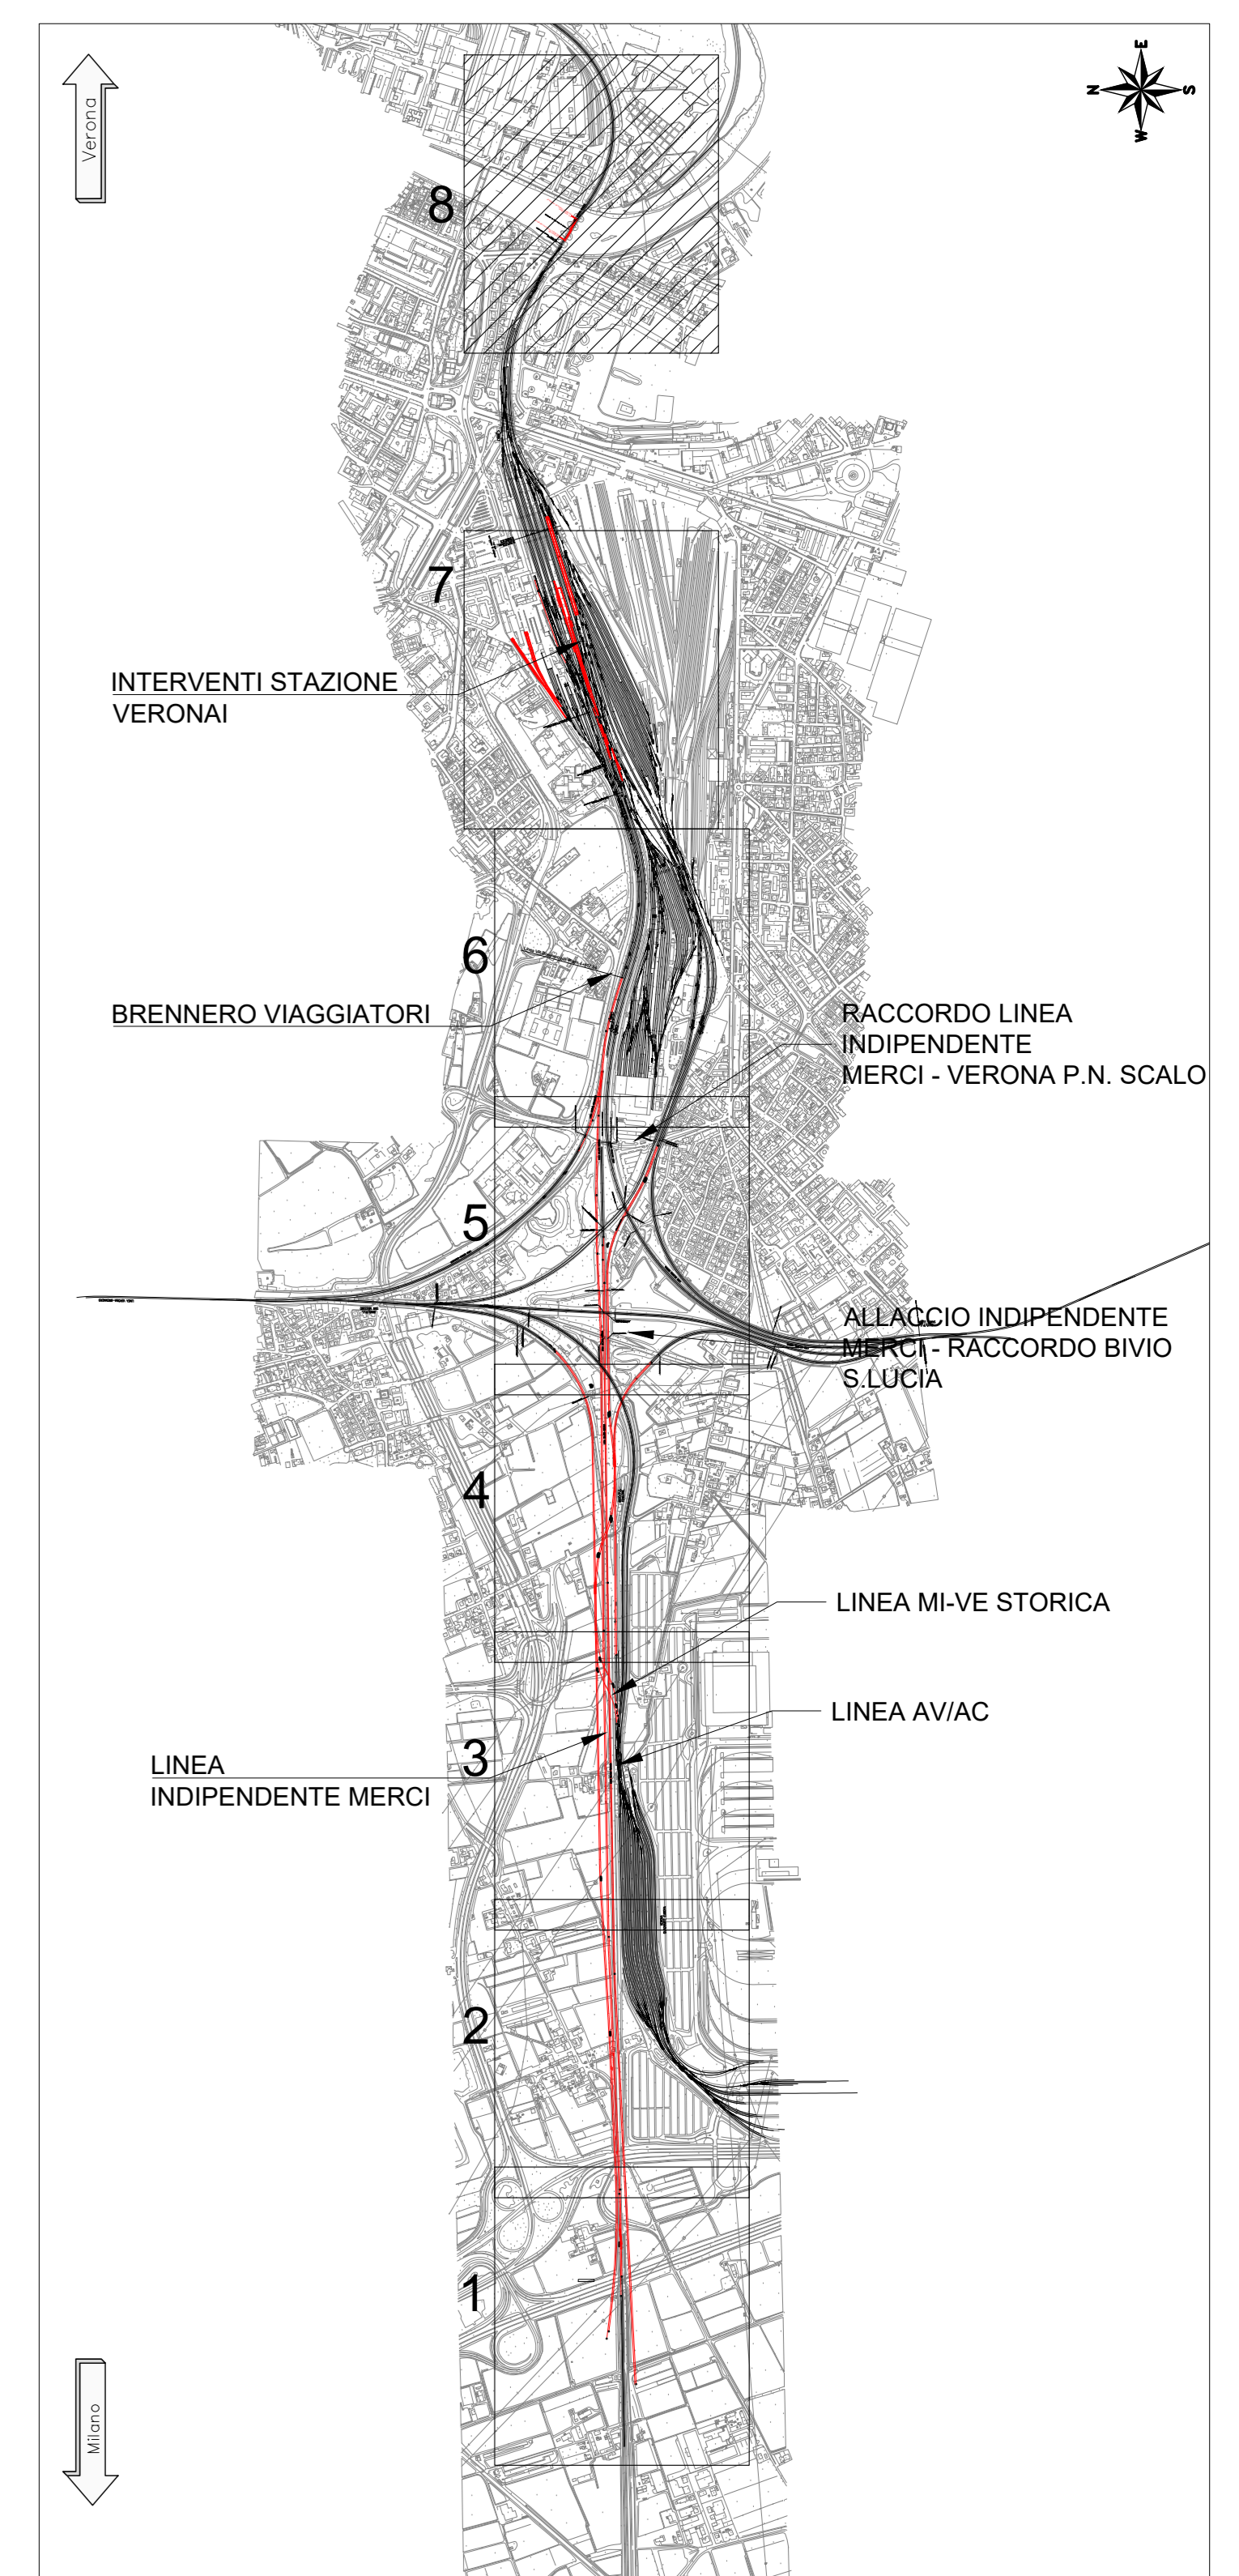 E
N
S
W
Verona
8
7
INTERVENTI STAZIONE
VERONAI
6
BRENNERO VIAGGIATORI
RACCORDO LINEA
INDIPENDENTE
MERCI - VERONA P.N. SCALO
5
ALLACCIO INDIPENDENTE
MERCI - RACCORDO BIVIO
S.LUCIA
4
LINEA MI-VE STORICA
LINEA AV/AC
3
LINEA
INDIPENDENTE MERCI
2
1
Milano